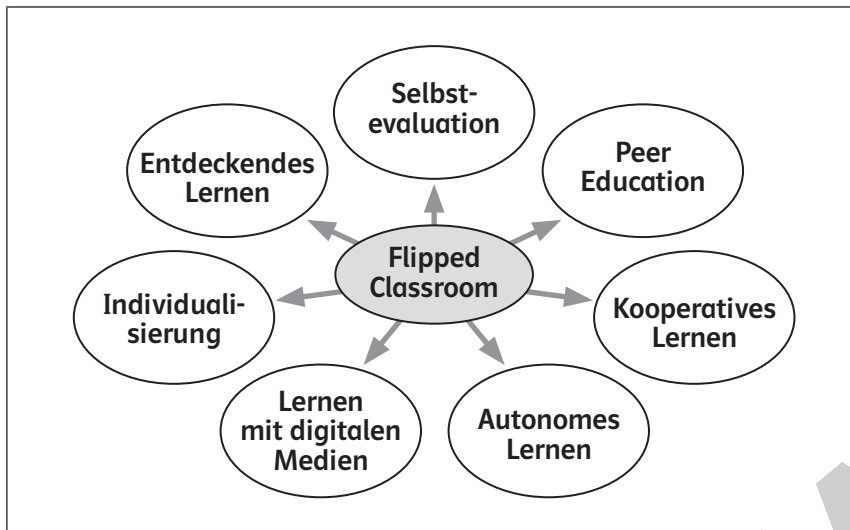 Selbst-
evaluation
Entdeckendes
Lernen
Peer
Education
Flipped
Classroom
Individuali-
sierung
Kooperatives
Lernen
Lernen
mit digitalen
Medien
Autonomes
Lernen